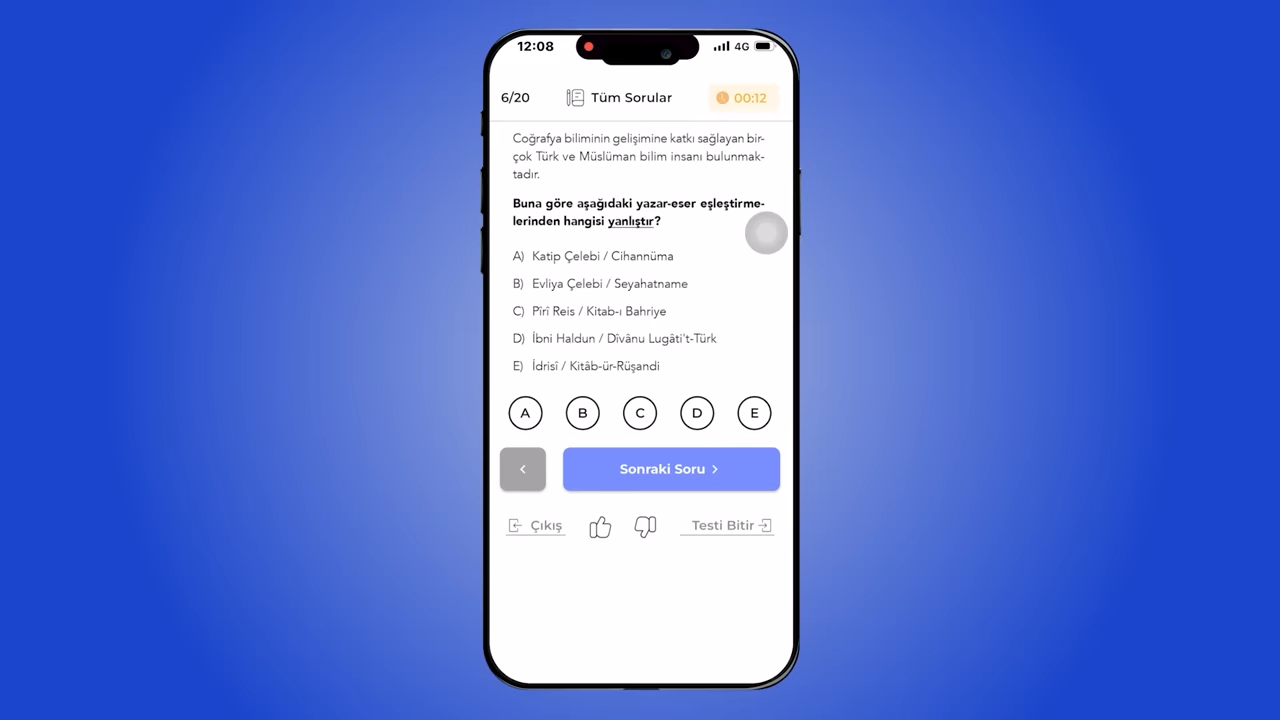 12:08
4G
6/20
Tüm Sorular
00:12
Coğrafya biliminin gelişimine katkı sağlayan bir-
çok Türk ve Müslüman bilim insanı bulunmak-
tadır.
Buna göre aşağıdaki yazar-eser eşleştirme-
lerinden hangisi yanlıştır?
A) Katip Çelebi / Cihannüma
B) Evliya Çelebi / Seyahatname
C) Pîrî Reis / Kitab-ı Bahriye
D) İbni Haldun / Dîvânu Lugâti't-Türk
E) İdrisî / Kitâb-ür-Rüşandi
A B C D E
Sonraki Soru
Çıkış
Testi Bitir